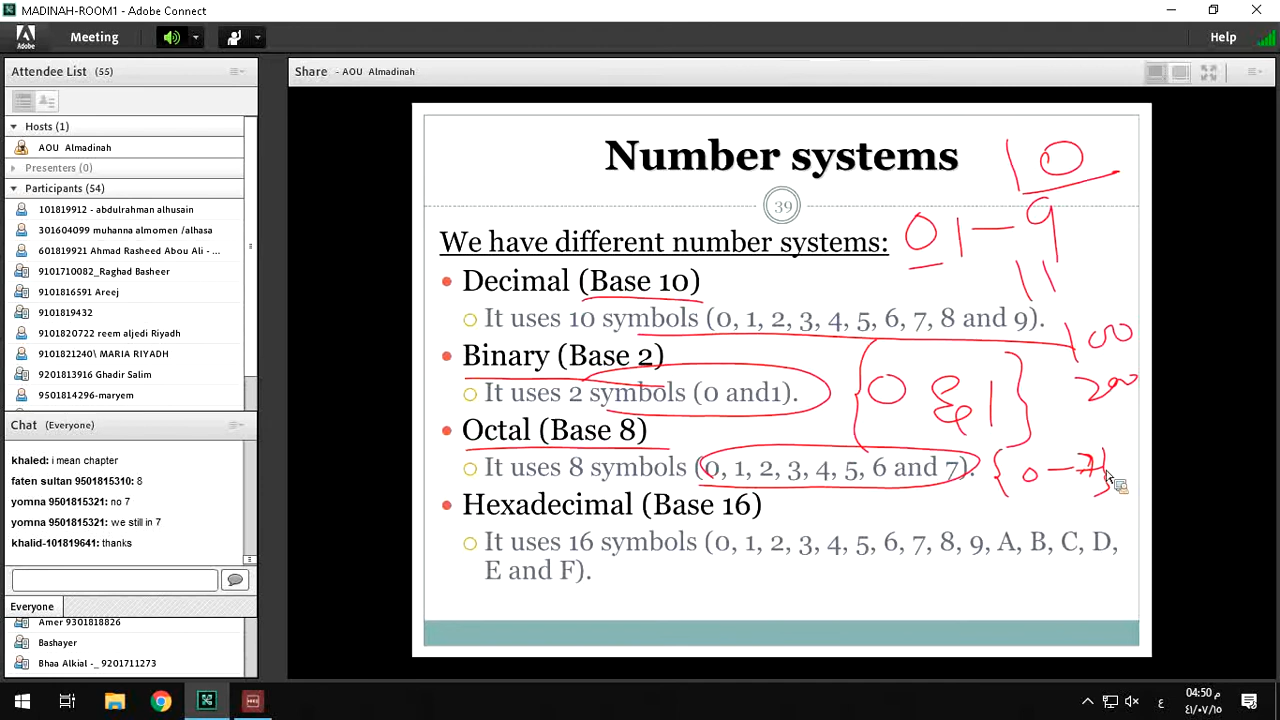 MADINAH-ROOM1 - Adobe Connect
Adobe
Meeting
Help
Attendee List (55)
Hosts (1)
AOU Almadinah
Presenters (0)
Participants (54)
101819912 - abdulrahman alhusain
301604099 muhanna almomen /alhasa
601819921 Ahmad Rasheed Abou Ali - ...
9101710082_Raghad Basheer
9101816591 Areej
9101819432
9101820722 reem aljedi Riyadh
9101821240\ MARIA RIYADH
9201813916 Ghadir Salim
9501814296-maryem
Chat (Everyone)
khaled: i mean chapter
faten sultan 9501815310: 8
yomna 9501815321: no 7
yomna 9501815321: we still in 7
khalid-101819641: thanks
Everyone
Amer 9301818826
Bashayer
Bhaa Alkial -_ 9201711273
Share - AOU Almadinah
Number systems
10
39
We have different number systems:
0 1 – 9
11
• Decimal (Base 10)
It uses 10 symbols (0, 1, 2, 3, 4, 5, 6, 7, 8 and 9).
100
200
• Binary (Base 2)
It uses 2 symbols (0 and1).
{0 & 1}
• Octal (Base 8)
It uses 8 symbols (0, 1, 2, 3, 4, 5, 6 and 7).
{0 – 7}
• Hexadecimal (Base 16)
It uses 16 symbols (0, 1, 2, 3, 4, 5, 6, 7, 8, 9, A, B, C, D,
E and F).
ع
04:50 م